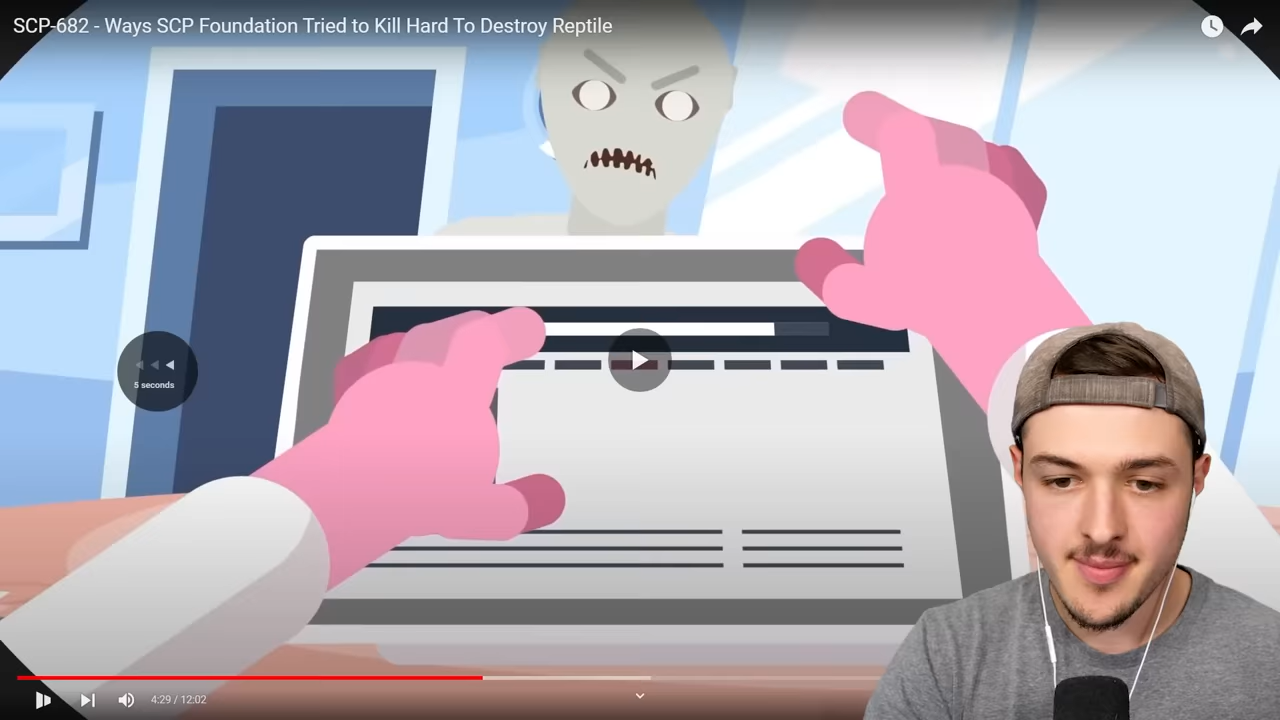 SCP-682 - Ways SCP Foundation Tried to Kill Hard To Destroy Reptile
5 seconds
4:29 / 12:02